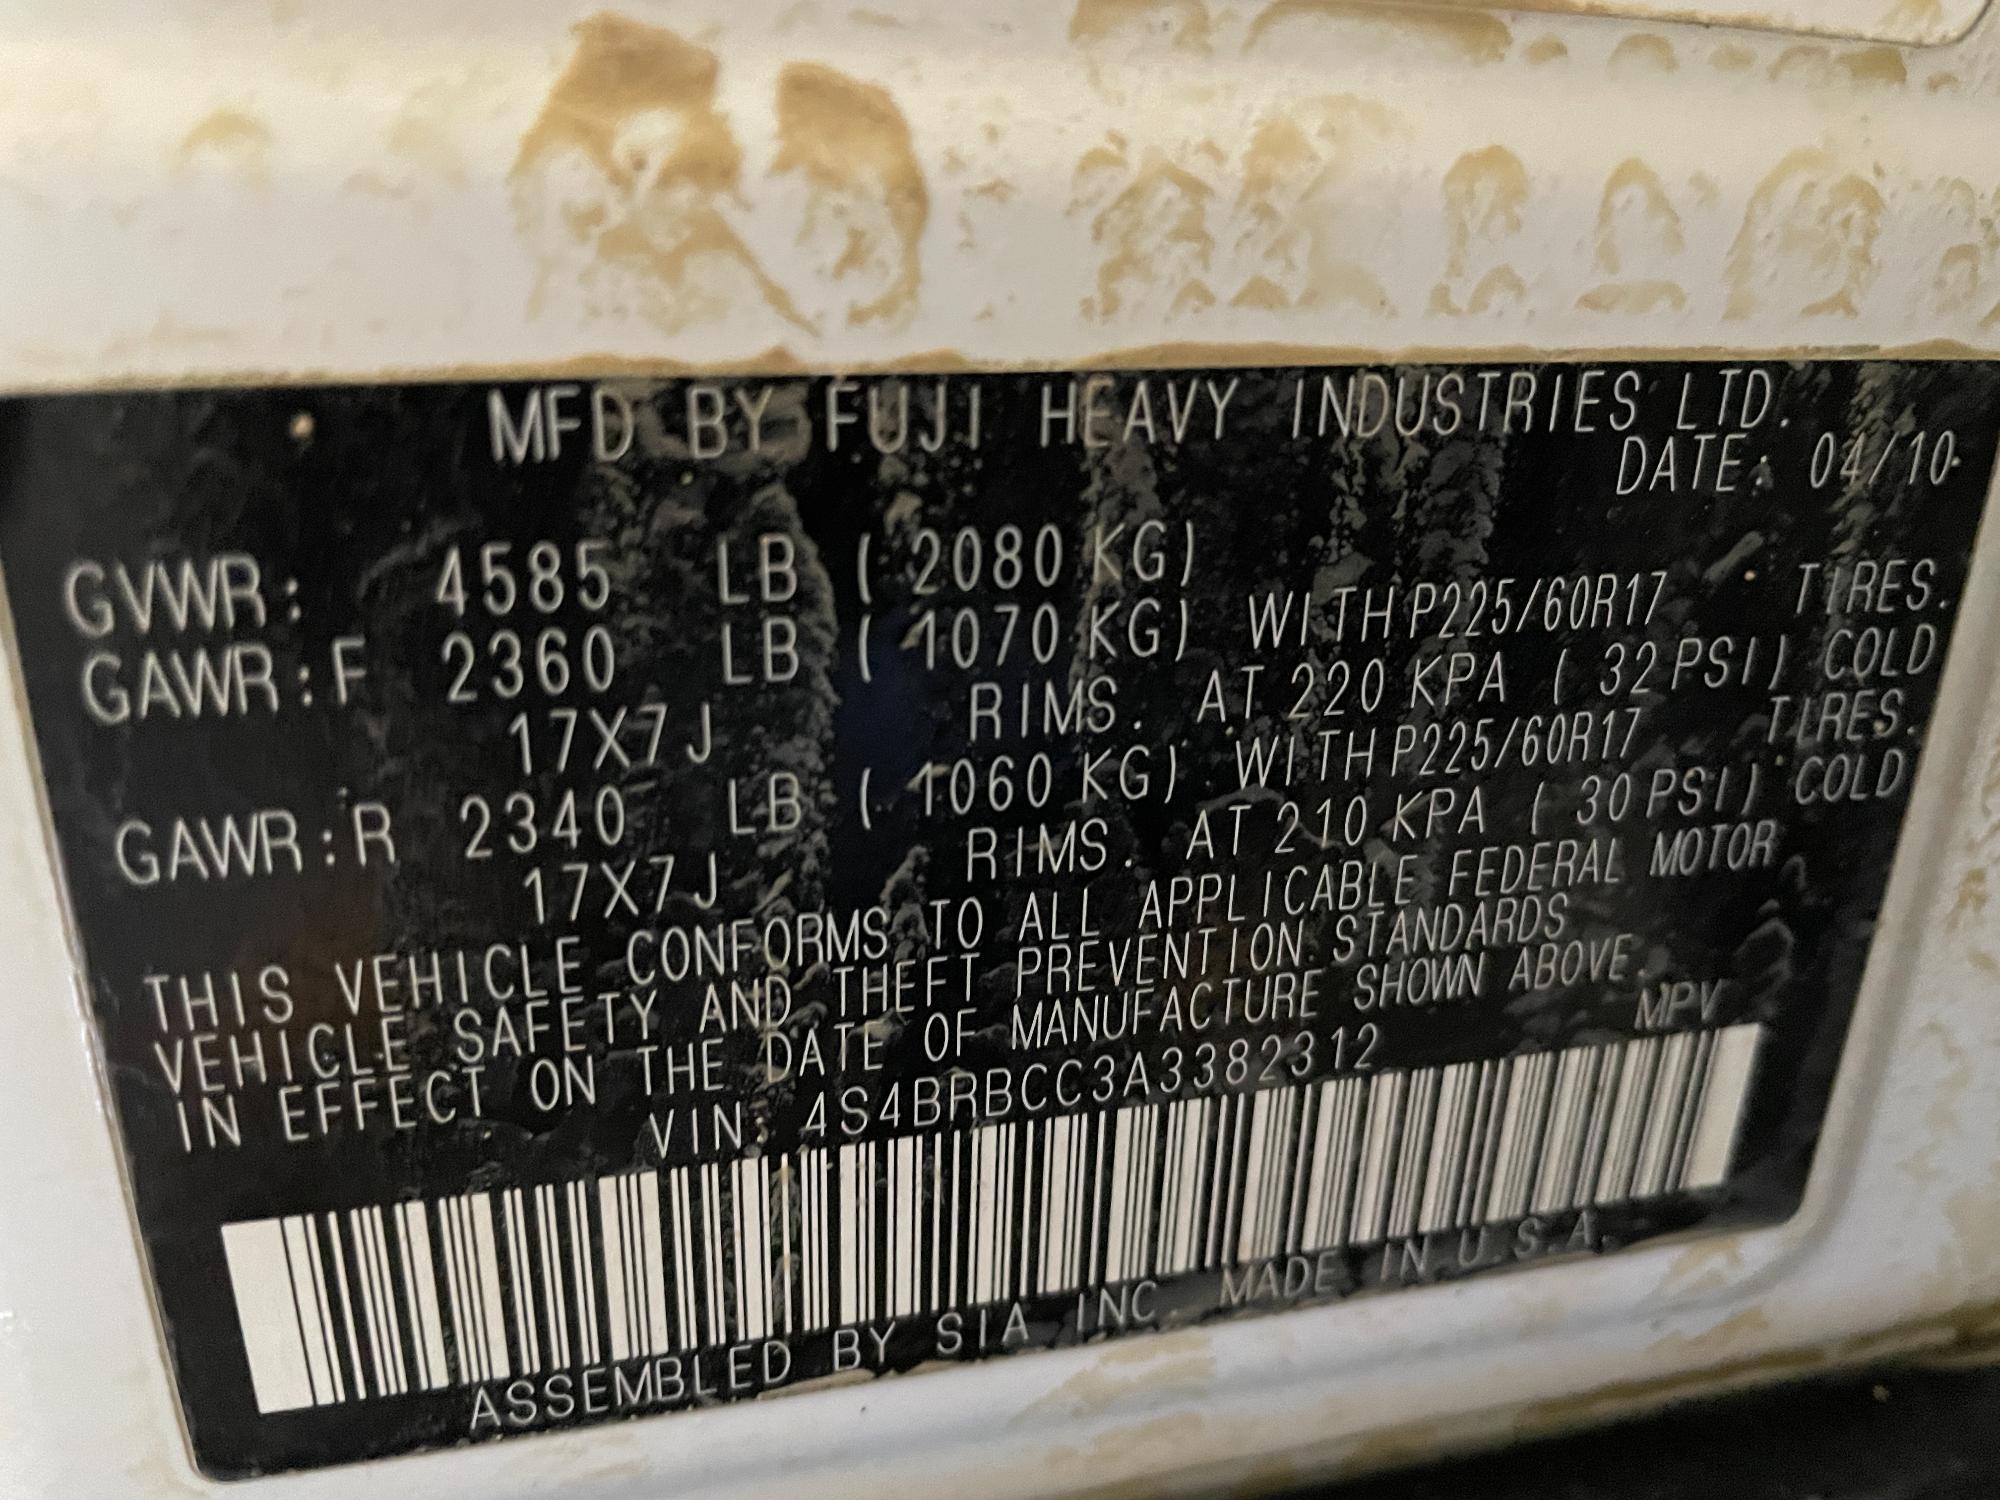 MFD BY FUJI HEAVY INDUSTRIES LTD.
DATE: 04/10
GVWR: 4585 LB ( 2080 KG)
GAWR:F 2360 LB ( 1070 KG) WITH P225/60R17 TIRES.
17X7J RIMS. AT 220 KPA ( 32 PSI) COLD
GAWR:R 2340 LB ( 1060 KG) WITH P225/60R17 TIRES.
17X7J RIMS. AT 210 KPA ( 30 PSI) COLD
THIS VEHICLE CONFORMS TO ALL APPLICABLE FEDERAL MOTOR
VEHICLE SAFETY AND THEFT PREVENTION STANDARDS
IN EFFECT ON THE DATE OF MANUFACTURE SHOWN ABOVE.
VIN: 4S4BRBCC3A3382312 MPV
ASSEMBLED BY SIA INC. MADE IN U.S.A.